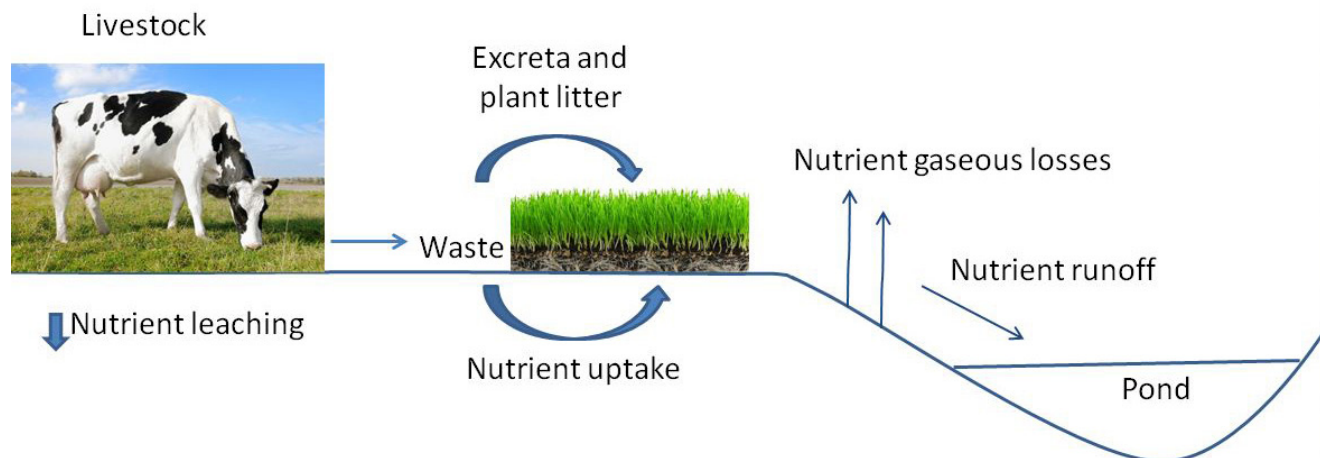 Livestock
Excreta and
plant litter
Nutrient gaseous losses
Waste
Nutrient runoff
Nutrient leaching
Nutrient uptake
Pond